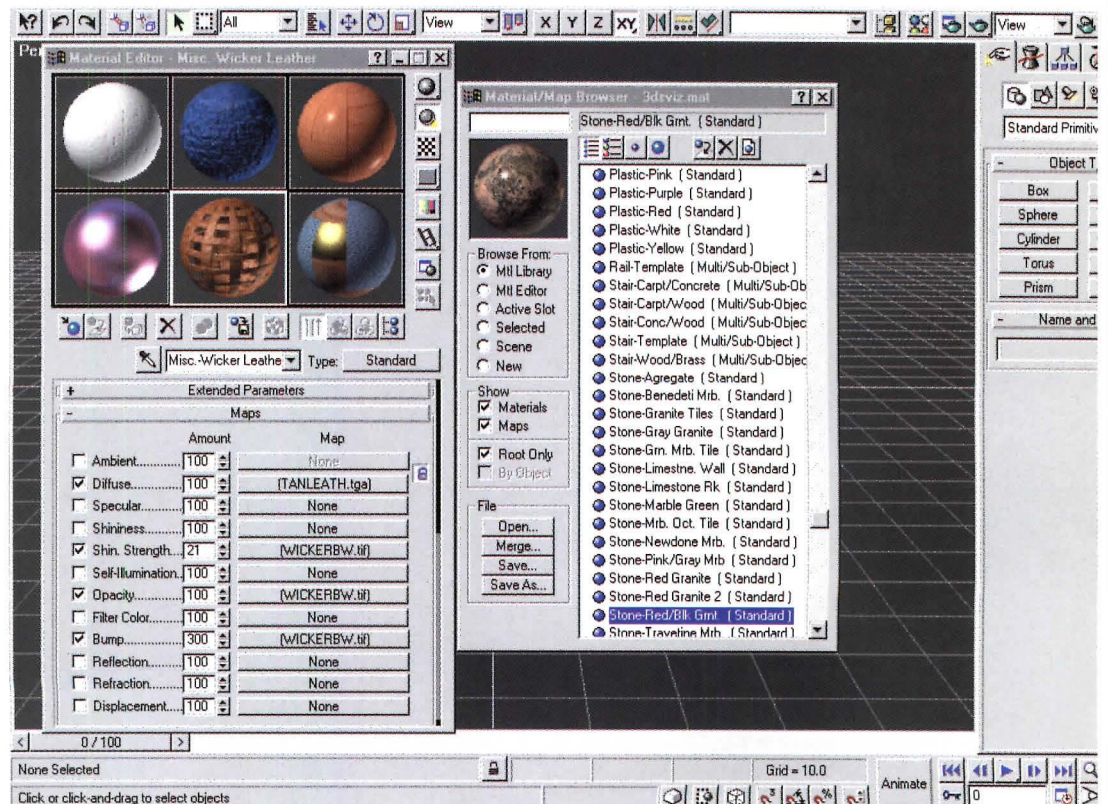 All
View
X Y Z XY
View
Per
Material Editor - Misc. Wicker Leather
Misc.-Wicker Leathe
Type:
Standard
+ Extended Parameters
- Maps
Amount Map
Ambient 100 None
Diffuse 100 (TANLEATH.tga)
Specular 100 None
Shininess 100 None
Shin. Strength 21 (WICKERBW.tif)
Self-Illumination 100 None
Opacity 100 (WICKERBW.tif)
Filter Color 100 None
Bump 300 (WICKERBW.tif)
Reflection 100 None
Refraction 100 None
Displacement 100 None
Material/Map Browser - 3dsviz.mat
Stone-Red/Blk Grnt. ( Standard )
Browse From:
Mtl Library
Mtl Editor
Active Slot
Selected
Scene
New
Show
Materials
Maps
Root Only
By Object
File
Open...
Merge...
Save...
Save As...
Plastic-Pink ( Standard )
Plastic-Purple ( Standard )
Plastic-Red ( Standard )
Plastic-White ( Standard )
Plastic-Yellow ( Standard )
Rail-Template ( Multi/Sub-Object )
Stair-Carpt/Concrete ( Multi/Sub-Ob
Stair-Carpt/Wood ( Multi/Sub-Objec
Stair-Conc/Wood ( Multi/Sub-Objec
Stair-Template ( Multi/Sub-Object )
Stair-Wood/Brass ( Multi/Sub-Objec
Stone-Agregate ( Standard )
Stone-Benedeti Mrb. ( Standard )
Stone-Granite Tiles ( Standard )
Stone-Gray Granite ( Standard )
Stone-Grn. Mrb. Tile ( Standard )
Stone-Limestne. Wall ( Standard )
Stone-Limestone Rk ( Standard )
Stone-Marble Green ( Standard )
Stone-Mrb. Oct. Tile ( Standard )
Stone-Newdone Mrb. ( Standard )
Stone-Pink/Gray Mrb ( Standard )
Stone-Red Granite ( Standard )
Stone-Red Granite 2 ( Standard )
Stone-Red/Blk Grnt ( Standard )
Stone-Traveline Mrb ( Standard )
Standard Primitiv
- Object T
Box
Sphere
Cylinder
Torus
Prism
- Name and
0 / 100
None Selected
Grid = 10.0
Animate
Click or click-and-drag to select objects
0